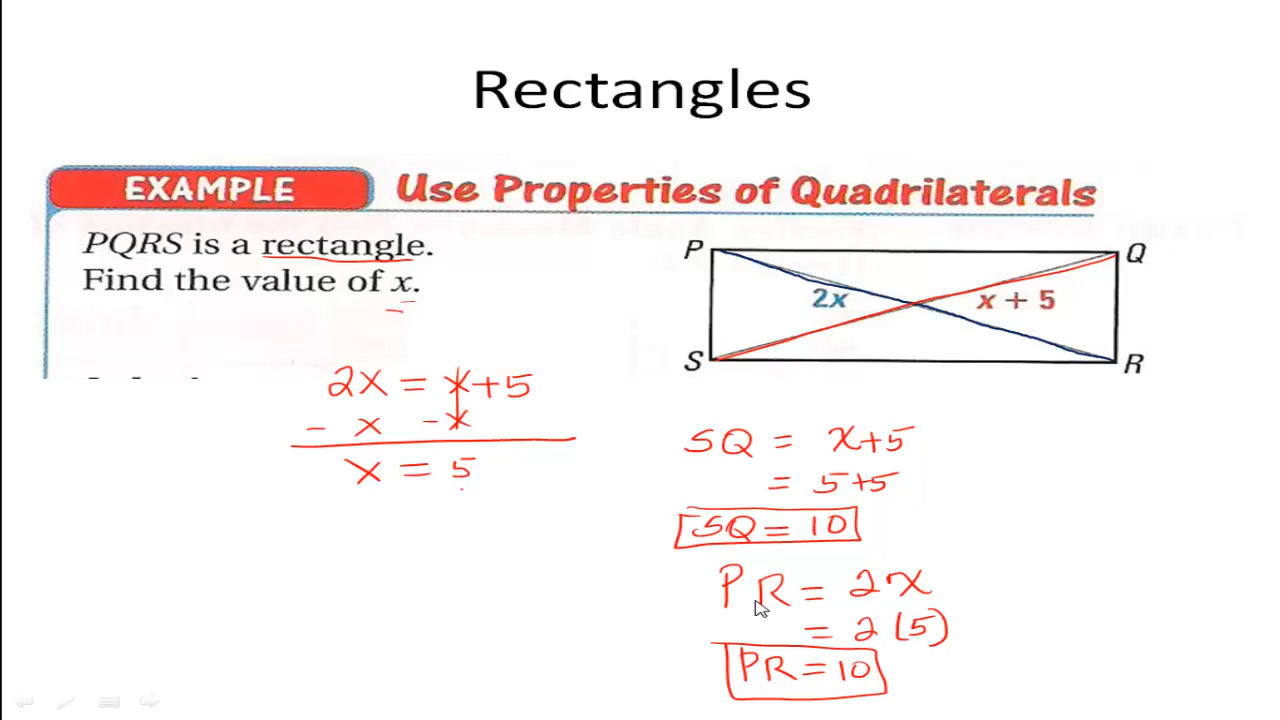 Rectangles
EXAMPLE Use Properties of Quadrilaterals
PQRS is a rectangle.
Find the value of x.
P
Q
2x
x + 5
S
R
2x = x+5
- x -x
x = 5
SQ = x+5
= 5+5
SQ = 10
PR = 2x
= 2 (5)
PR = 10